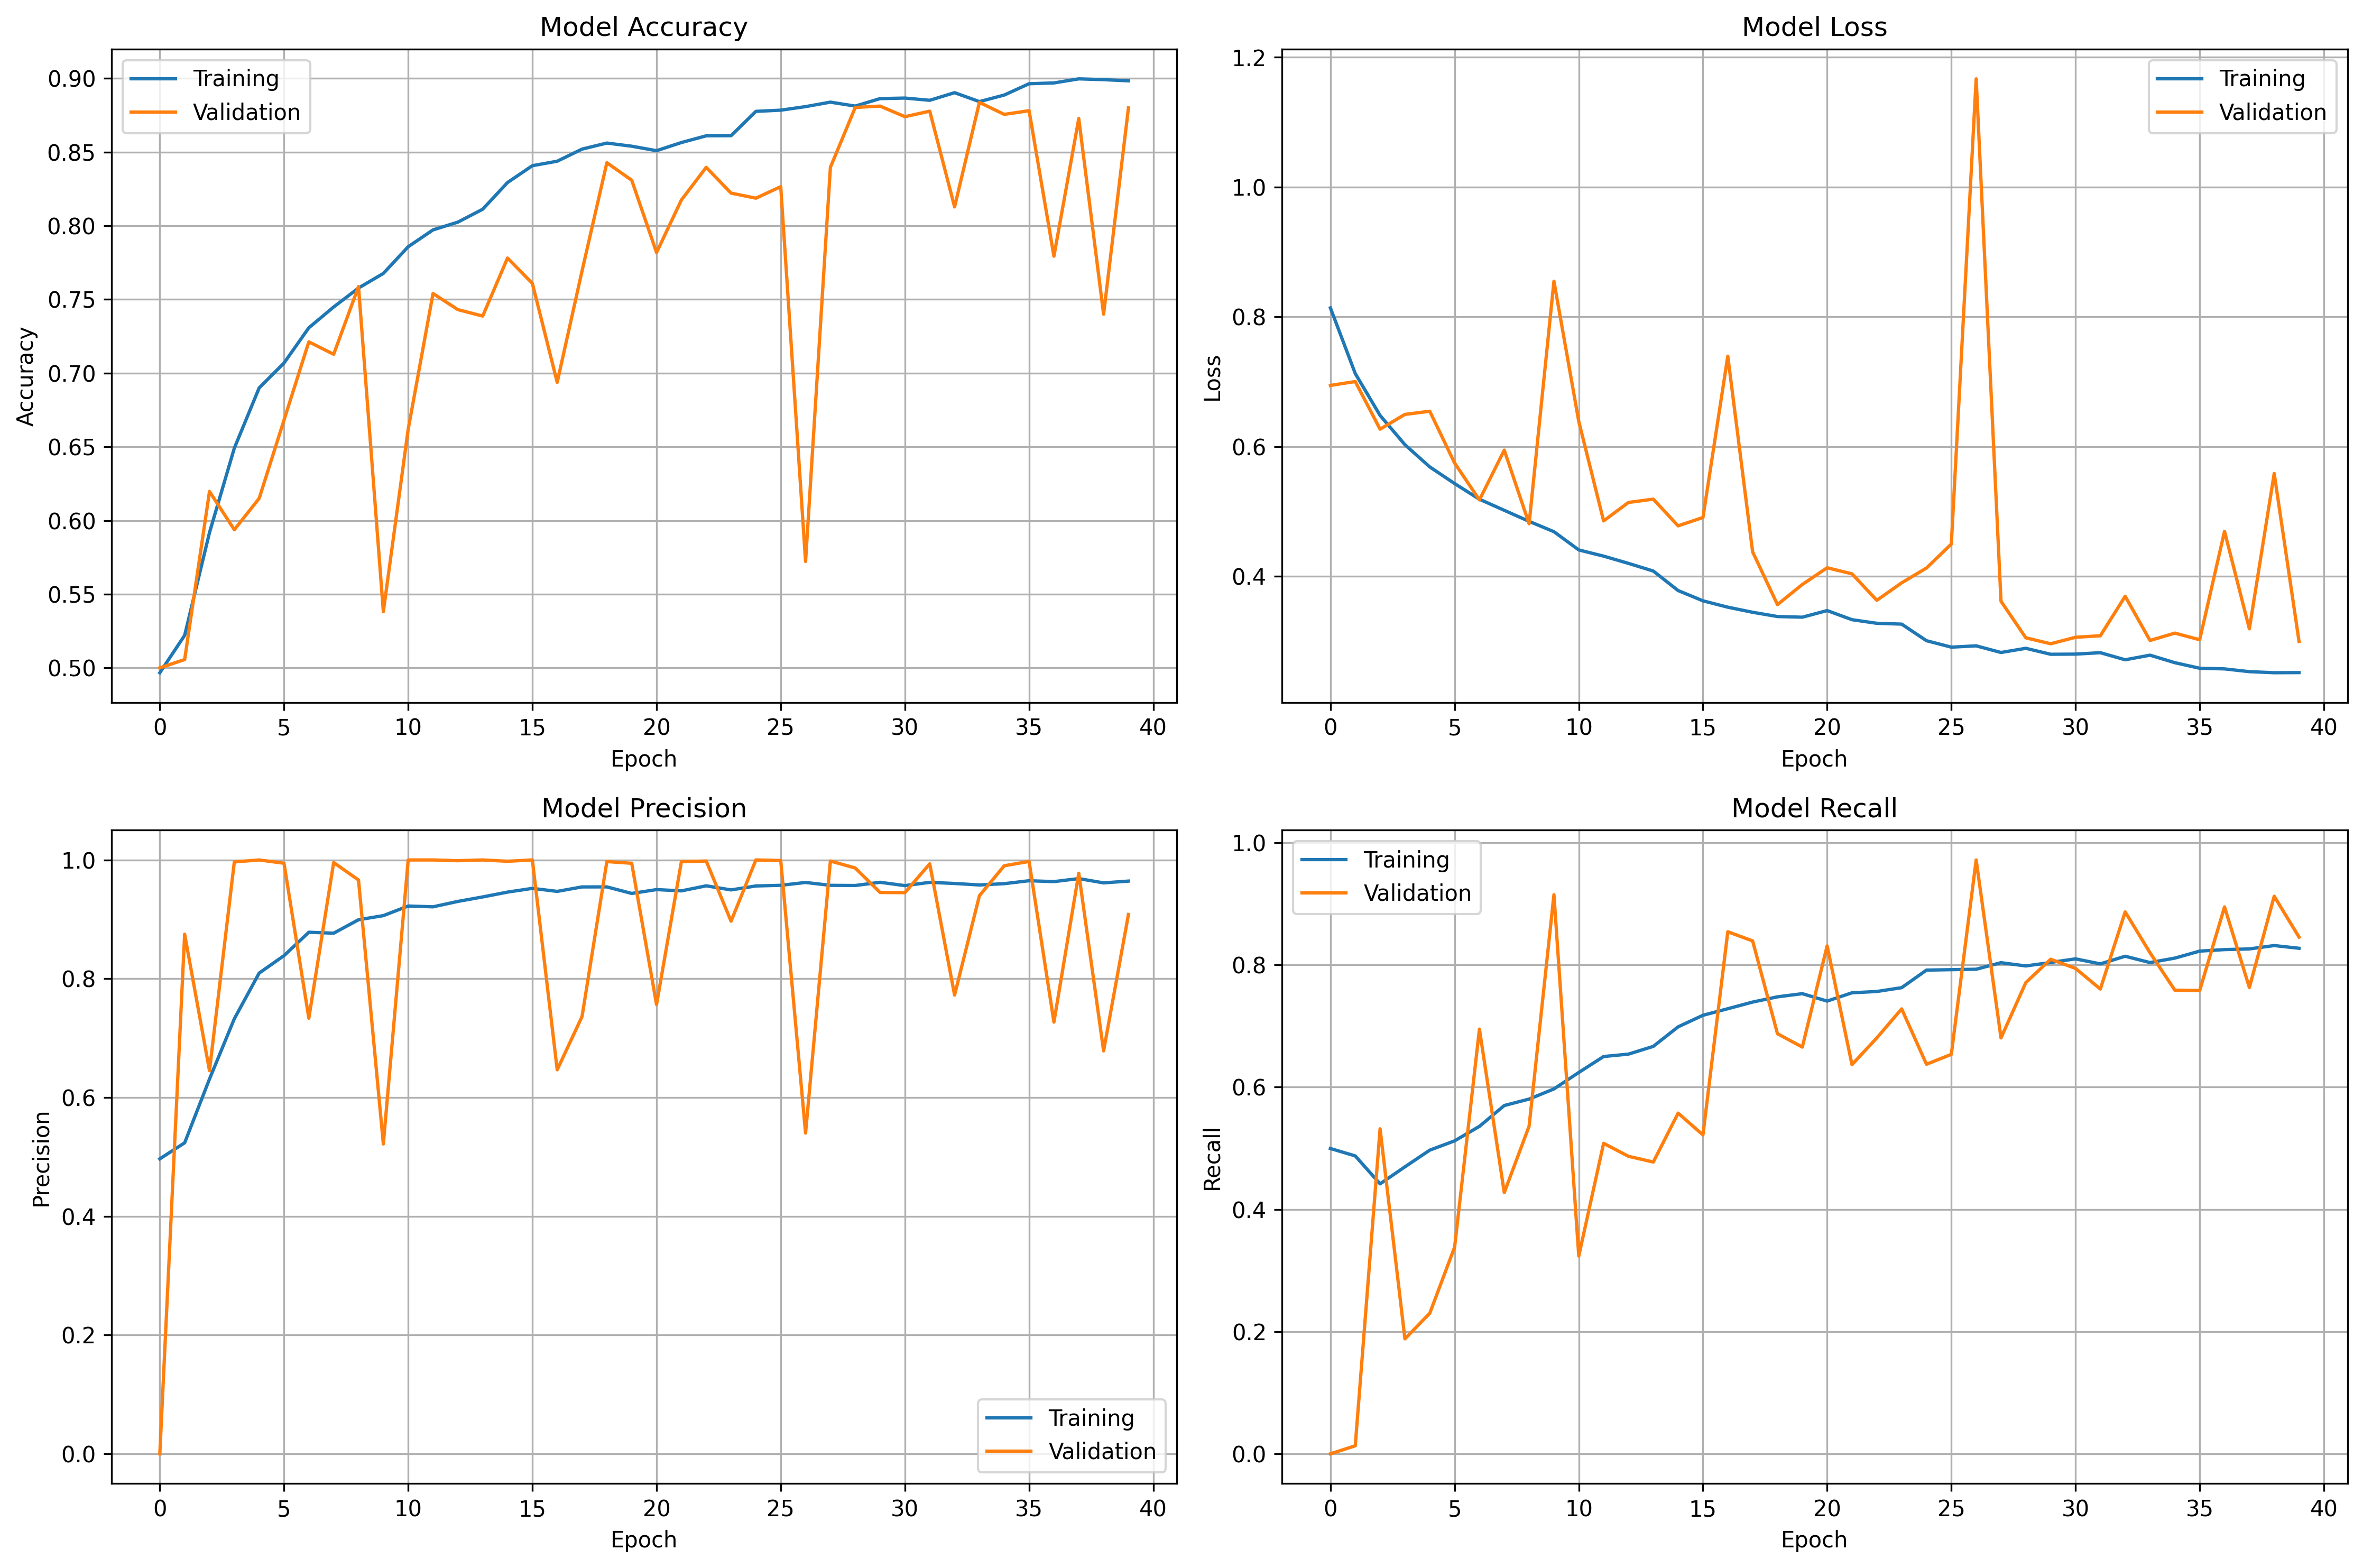 Model Accuracy
Training
Validation
0.90
0.85
0.80
0.75
0.70
0.65
0.60
0.55
0.50
Accuracy
0 5 10 15 20 25 30 35 40
Epoch
Model Loss
Training
Validation
1.2
1.0
0.8
0.6
0.4
Loss
0 5 10 15 20 25 30 35 40
Epoch
Model Precision
1.0
0.8
0.6
0.4
0.2
0.0
Precision
Training
Validation
0 5 10 15 20 25 30 35 40
Epoch
Model Recall
Training
Validation
1.0
0.8
0.6
0.4
0.2
0.0
Recall
0 5 10 15 20 25 30 35 40
Epoch